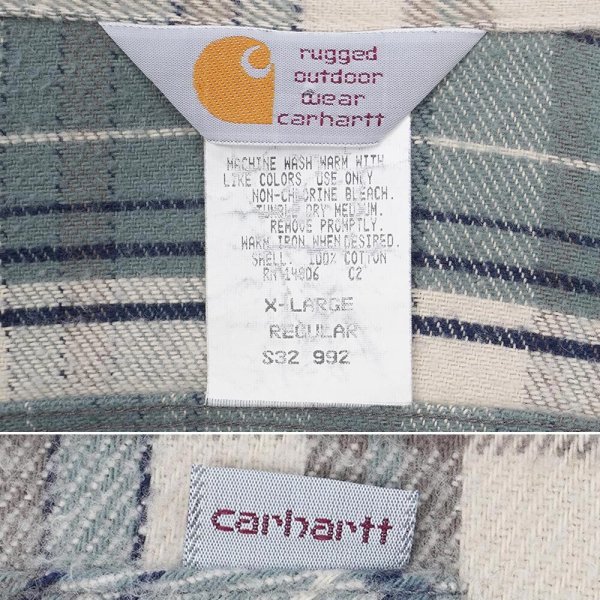 rugged
outdoor
wear
carhartt
MACHINE WASH WARM WITH
LIKE COLORS. USE ONLY
NON-CHLORINE BLEACH.
TUMBLE DRY MEDIUM.
REMOVE PROMPTLY.
WARM IRON WHEN DESIRED.
SHELL: 100% COTTON
RN 14806 C2
X-LARGE
REGULAR
S32 992
carhartt